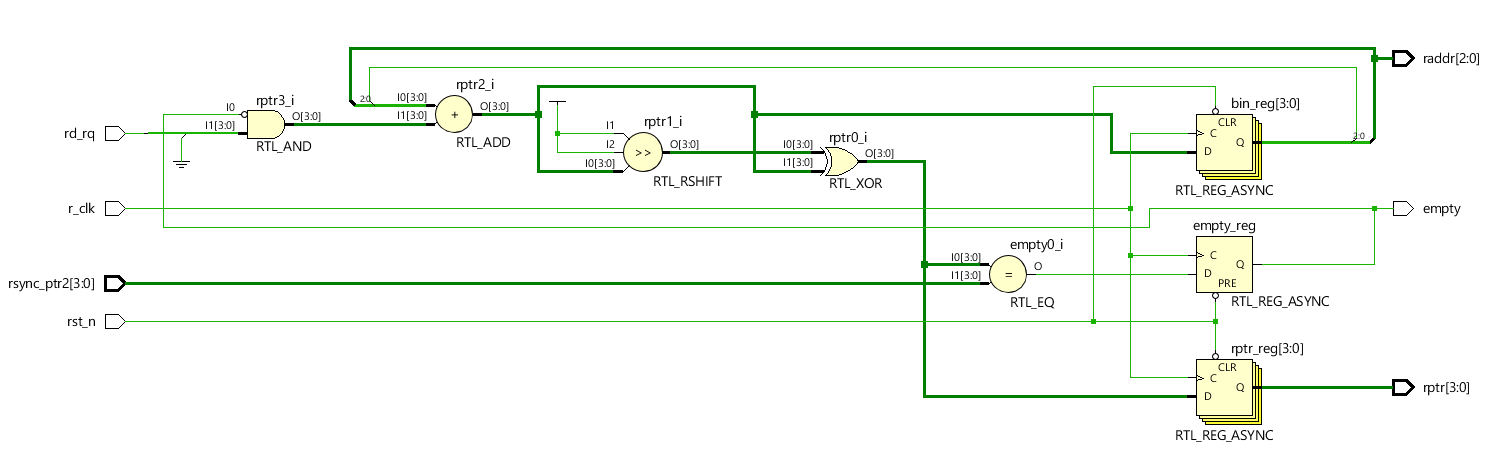 raddr[2:0]
rptr2_i
I0[3:0]
2:0
I1[3:0]
O[3:0]
+
RTL_ADD
rptr3_i
I0
I1[3:0]
O[3:0]
RTL_AND
rd_rq
rptr1_i
I1
I2
I0[3:0]
>>
O[3:0]
RTL_RSHIFT
rptr0_i
I0[3:0]
I1[3:0]
O[3:0]
RTL_XOR
bin_reg[3:0]
CLR
C
D
Q
2:0
RTL_REG_ASYNC
r_clk
empty
empty_reg
C
D
Q
PRE
RTL_REG_ASYNC
empty0_i
I0[3:0]
I1[3:0]
=
O
RTL_EQ
rsync_ptr2[3:0]
rst_n
rptr_reg[3:0]
CLR
C
D
Q
RTL_REG_ASYNC
rptr[3:0]